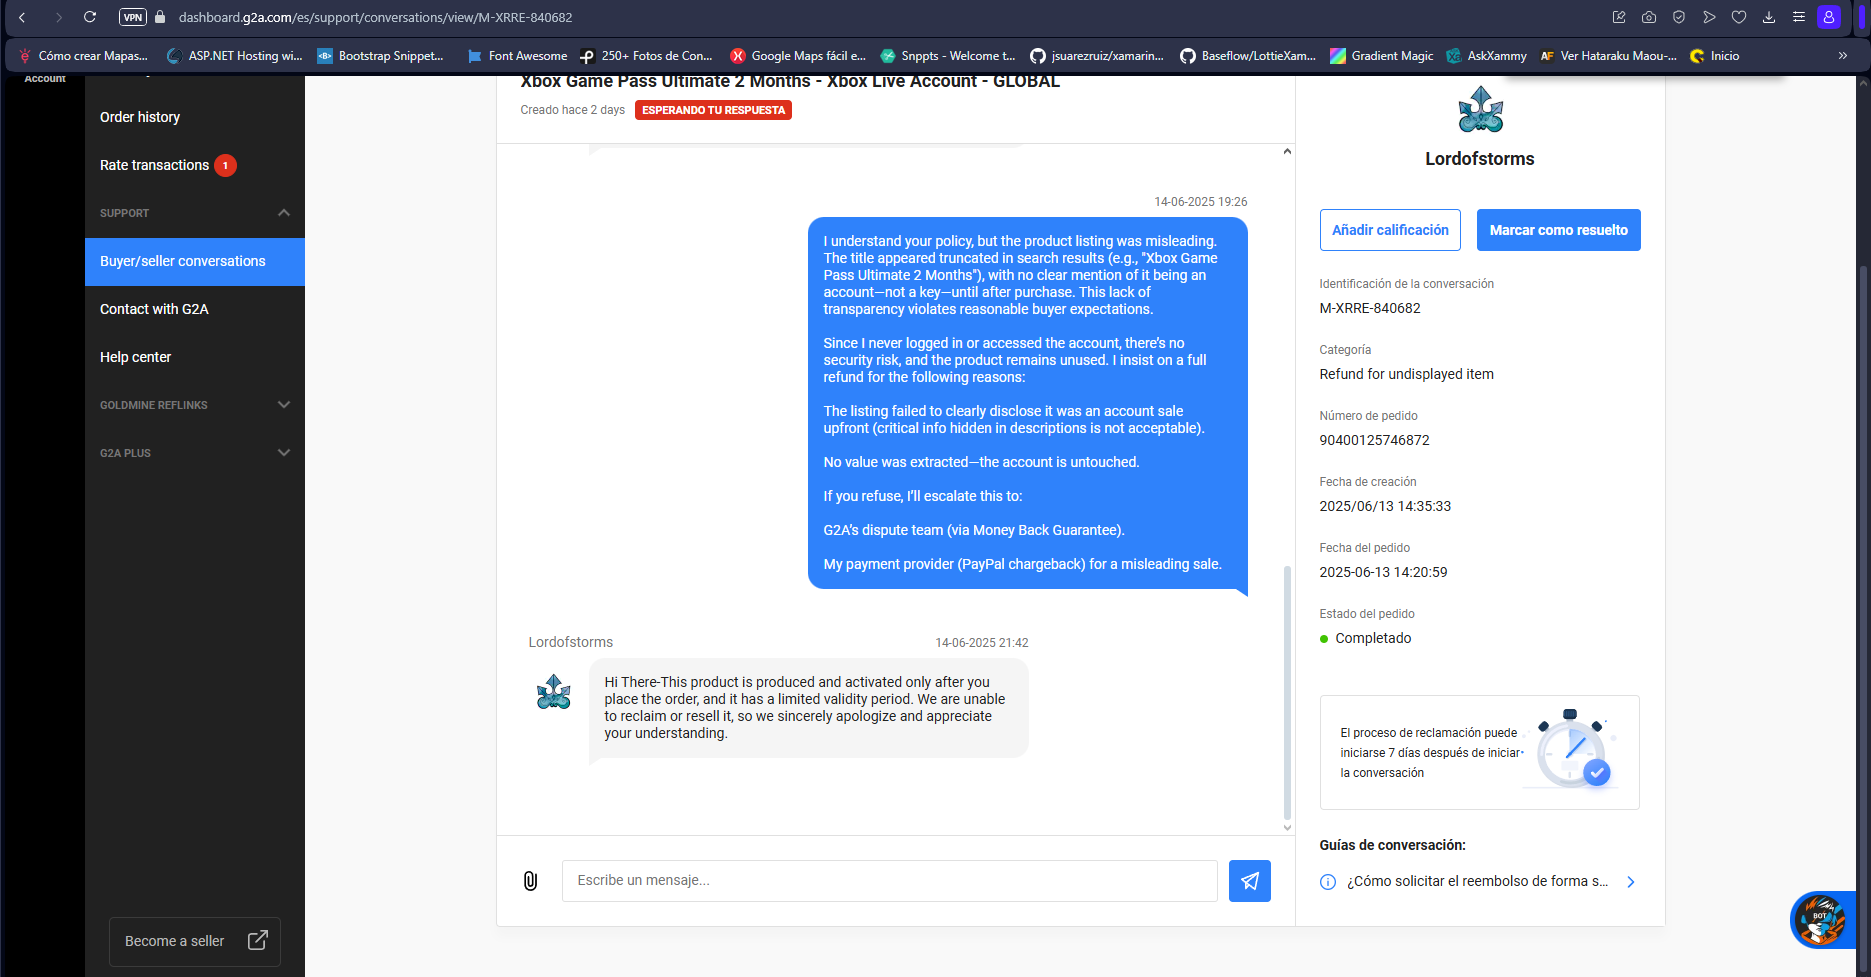 dashboard.g2a.com/es/support/conversations/view/M-XRRE-840682
VPN
Cómo crear Mapas...
ASP.NET Hosting wi...
Bootstrap Snippet...
Font Awesome
250+ Fotos de Con...
Google Maps fácil e...
Snppts - Welcome t...
jsuarezruiz/xamarin...
Baseflow/LottieXam...
Gradient Magic
AskXammy
AF Ver Hataraku Maou-...
Inicio
Account
Order history
Rate transactions 1
SUPPORT
Buyer/seller conversations
Contact with G2A
Help center
GOLDMINE REFLINKS
G2A PLUS
Become a seller
Xbox Game Pass Ultimate 2 Months - Xbox Live Account - GLOBAL
Creado hace 2 days ESPERANDO TU RESPUESTA
14-06-2025 19:26
I understand your policy, but the product listing was misleading.
The title appeared truncated in search results (e.g., "Xbox Game
Pass Ultimate 2 Months"), with no clear mention of it being an
account—not a key—until after purchase. This lack of
transparency violates reasonable buyer expectations.
Since I never logged in or accessed the account, there's no
security risk, and the product remains unused. I insist on a full
refund for the following reasons:
The listing failed to clearly disclose it was an account sale
upfront (critical info hidden in descriptions is not acceptable).
No value was extracted—the account is untouched.
If you refuse, I'll escalate this to:
G2A's dispute team (via Money Back Guarantee).
My payment provider (PayPal chargeback) for a misleading sale.
Lordofstorms 14-06-2025 21:42
Hi There-This product is produced and activated only after you
place the order, and it has a limited validity period. We are unable
to reclaim or resell it, so we sincerely apologize and appreciate
your understanding.
Escribe un mensaje...
Lordofstorms
Añadir calificación
Marcar como resuelto
Identificación de la conversación
M-XRRE-840682
Categoría
Refund for undisplayed item
Número de pedido
90400125746872
Fecha de creación
2025/06/13 14:35:33
Fecha del pedido
2025-06-13 14:20:59
Estado del pedido
Completado
El proceso de reclamación puede
iniciarse 7 días después de iniciar
la conversación
Guías de conversación:
¿Cómo solicitar el reembolso de forma s...
BOT